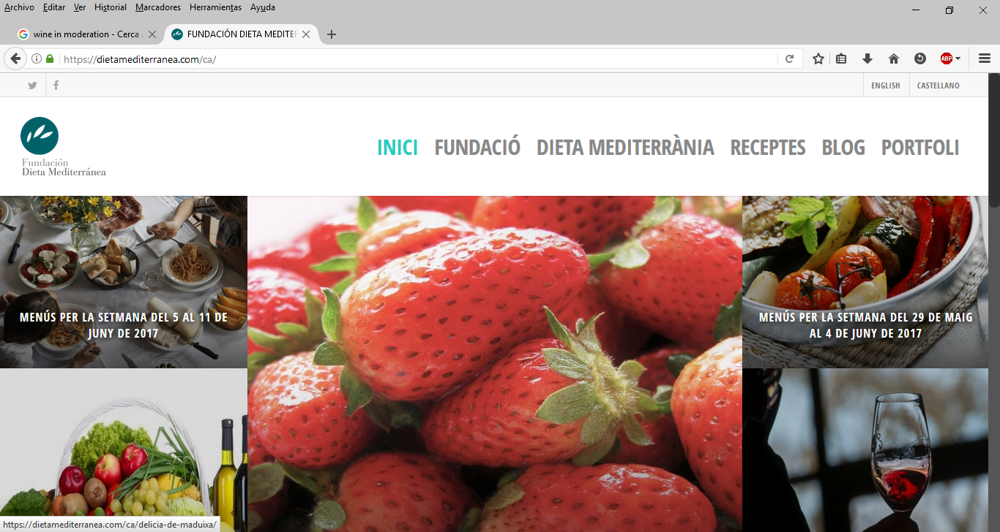 Archivo Editar Ver Historial Marcadores Herramientas Ayuda
wine in moderation - Cerca
FUNDACIÓN DIETA MEDITER
https://dietamediterranea.com/ca/
ABP
ENGLISH CASTELLANO
Fundación
Dieta Mediterránea
INICI FUNDACIÓ DIETA MEDITERRÀNIA RECEPTES BLOG PORTFOLI
MENÚS PER LA SETMANA DEL 5 AL 11 DE
JUNY DE 2017
MENÚS PER LA SETMANA DEL 29 DE MAIG
AL 4 DE JUNY DE 2017
https://dietamediterranea.com/ca/delicia-de-maduixa/